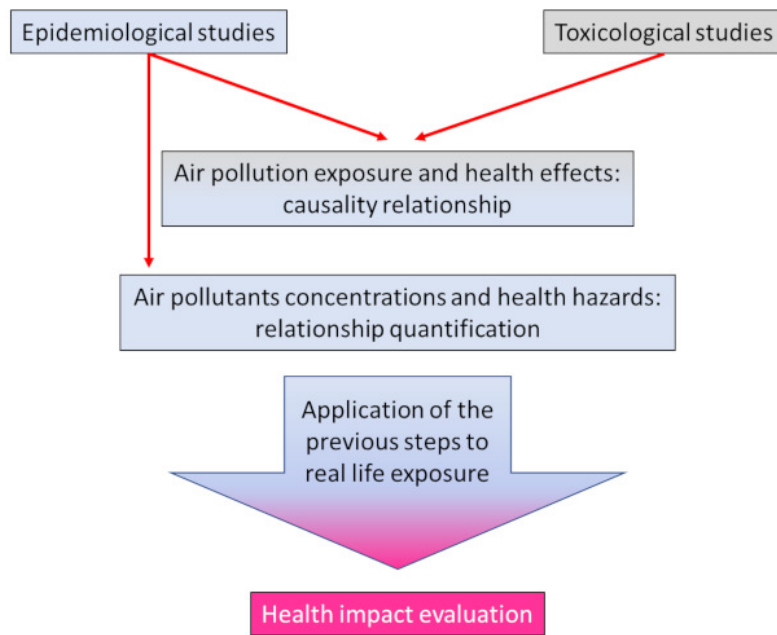 Epidemiological studies
Toxicological studies
Air pollution exposure and health effects:
causality relationship
Air pollutants concentrations and health hazards:
relationship quantification
Application of the
previous steps to
real life exposure
Health impact evaluation